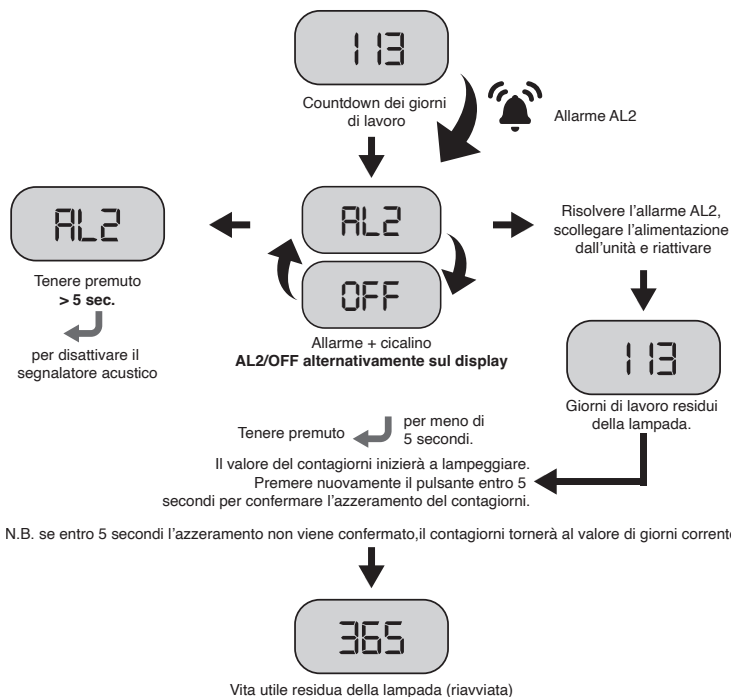 113
Countdown dei giorni
di lavoro
Allarme AL2
AL2
Tenere premuto
> 5 sec.
per disattivare il
segnalatore acustico
AL2
OFF
Allarme + cicalino
AL2/OFF alternativamente sul display
Risolvere l'allarme AL2,
scollegare l'alimentazione
dall'unità e riattivare
113
Giorni di lavoro residui
della lampada.
Tenere premuto
per meno di
5 secondi.
Il valore del contagiorni inizierà a lampeggiare.
Premere nuovamente il pulsante entro 5
secondi per confermare l'azzeramento del contagiorni.
N.B. se entro 5 secondi l'azzeramento non viene confermato,il contagiorni tornerà al valore di giorni corrente
365
Vita utile residua della lampada (riavviata)